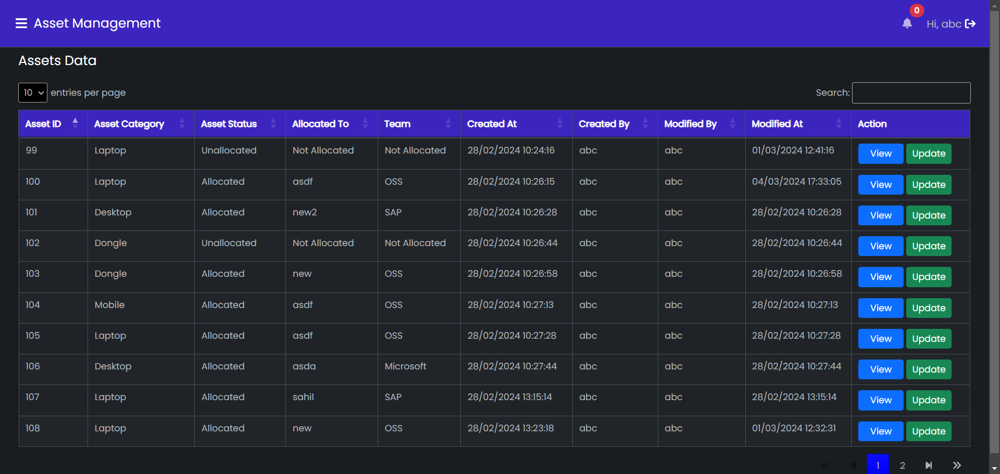 Asset Management
0
Hi, abc
Assets Data
10 entries per page
Search:
Asset ID Asset Category Asset Status Allocated To Team Created At Created By Modified By Modified At Action
99 Laptop Unallocated Not Allocated Not Allocated 28/02/2024 10:24:16 abc abc 01/03/2024 12:41:16 View Update
100 Laptop Allocated asdf OSS 28/02/2024 10:26:15 abc abc 04/03/2024 17:33:05 View Update
101 Desktop Allocated new2 SAP 28/02/2024 10:26:28 abc abc 28/02/2024 10:26:28 View Update
102 Dongle Unallocated Not Allocated Not Allocated 28/02/2024 10:26:44 abc abc 28/02/2024 10:26:44 View Update
103 Dongle Allocated new OSS 28/02/2024 10:26:58 abc abc 28/02/2024 10:26:58 View Update
104 Mobile Allocated asdf OSS 28/02/2024 10:27:13 abc abc 28/02/2024 10:27:13 View Update
105 Laptop Allocated asdf OSS 28/02/2024 10:27:28 abc abc 28/02/2024 10:27:28 View Update
106 Desktop Allocated asda Microsoft 28/02/2024 10:27:44 abc abc 28/02/2024 10:27:44 View Update
107 Laptop Allocated sahil SAP 28/02/2024 13:15:14 abc abc 28/02/2024 13:15:14 View Update
108 Laptop Allocated new OSS 28/02/2024 13:23:18 abc abc 01/03/2024 12:32:31 View Update
1 2